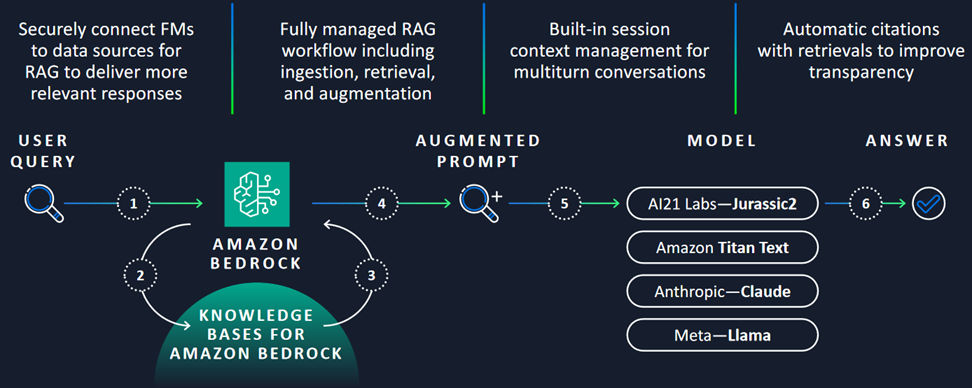 Securely connect FMs
to data sources for
RAG to deliver more
relevant responses
Fully managed RAG
workflow including
ingestion, retrieval,
and augmentation
Built-in session
context management for
multiturn conversations
Automatic citations
with retrievals to improve
transparency
USER
QUERY
1
AMAZON
BEDROCK
2
3
KNOWLEDGE
BASES FOR
AMAZON BEDROCK
4
AUGMENTED
PROMPT
+
5
MODEL
AI21 Labs—Jurassic2
Amazon Titan Text
Anthropic—Claude
Meta—Llama
6
ANSWER